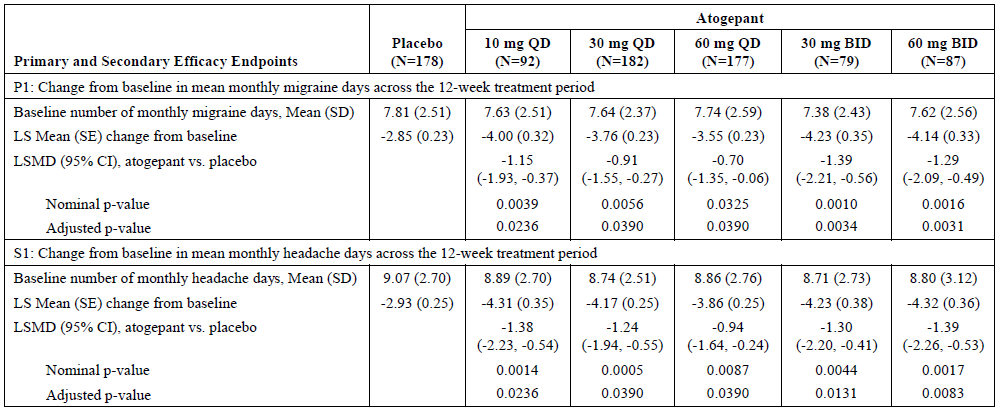 Atogepant
Primary and Secondary Efficacy Endpoints Placebo (N=178) 10 mg QD (N=92) 30 mg QD (N=182) 60 mg QD (N=177) 30 mg BID (N=79) 60 mg BID (N=87)
P1: Change from baseline in mean monthly migraine days across the 12-week treatment period
Baseline number of monthly migraine days, Mean (SD) 7.81 (2.51) 7.63 (2.51) 7.64 (2.37) 7.74 (2.59) 7.38 (2.43) 7.62 (2.56)
LS Mean (SE) change from baseline -2.85 (0.23) -4.00 (0.32) -3.76 (0.23) -3.55 (0.23) -4.23 (0.35) -4.14 (0.33)
LSMD (95% CI), atogepant vs. placebo -1.15 -0.91 -0.70 -1.39 -1.29
(-1.93, -0.37) (-1.55, -0.27) (-1.35, -0.06) (-2.21, -0.56) (-2.09, -0.49)
Nominal p-value 0.0039 0.0056 0.0325 0.0010 0.0016
Adjusted p-value 0.0236 0.0390 0.0390 0.0034 0.0031
S1: Change from baseline in mean monthly headache days across the 12-week treatment period
Baseline number of monthly headache days, Mean (SD) 9.07 (2.70) 8.89 (2.70) 8.74 (2.51) 8.86 (2.76) 8.71 (2.73) 8.80 (3.12)
LS Mean (SE) change from baseline -2.93 (0.25) -4.31 (0.35) -4.17 (0.25) -3.86 (0.25) -4.23 (0.38) -4.32 (0.36)
LSMD (95% CI), atogepant vs. placebo -1.38 -1.24 -0.94 -1.30 -1.39
(-2.23, -0.54) (-1.94, -0.55) (-1.64, -0.24) (-2.20, -0.41) (-2.26, -0.53)
Nominal p-value 0.0014 0.0005 0.0087 0.0044 0.0017
Adjusted p-value 0.0236 0.0390 0.0390 0.0131 0.0083